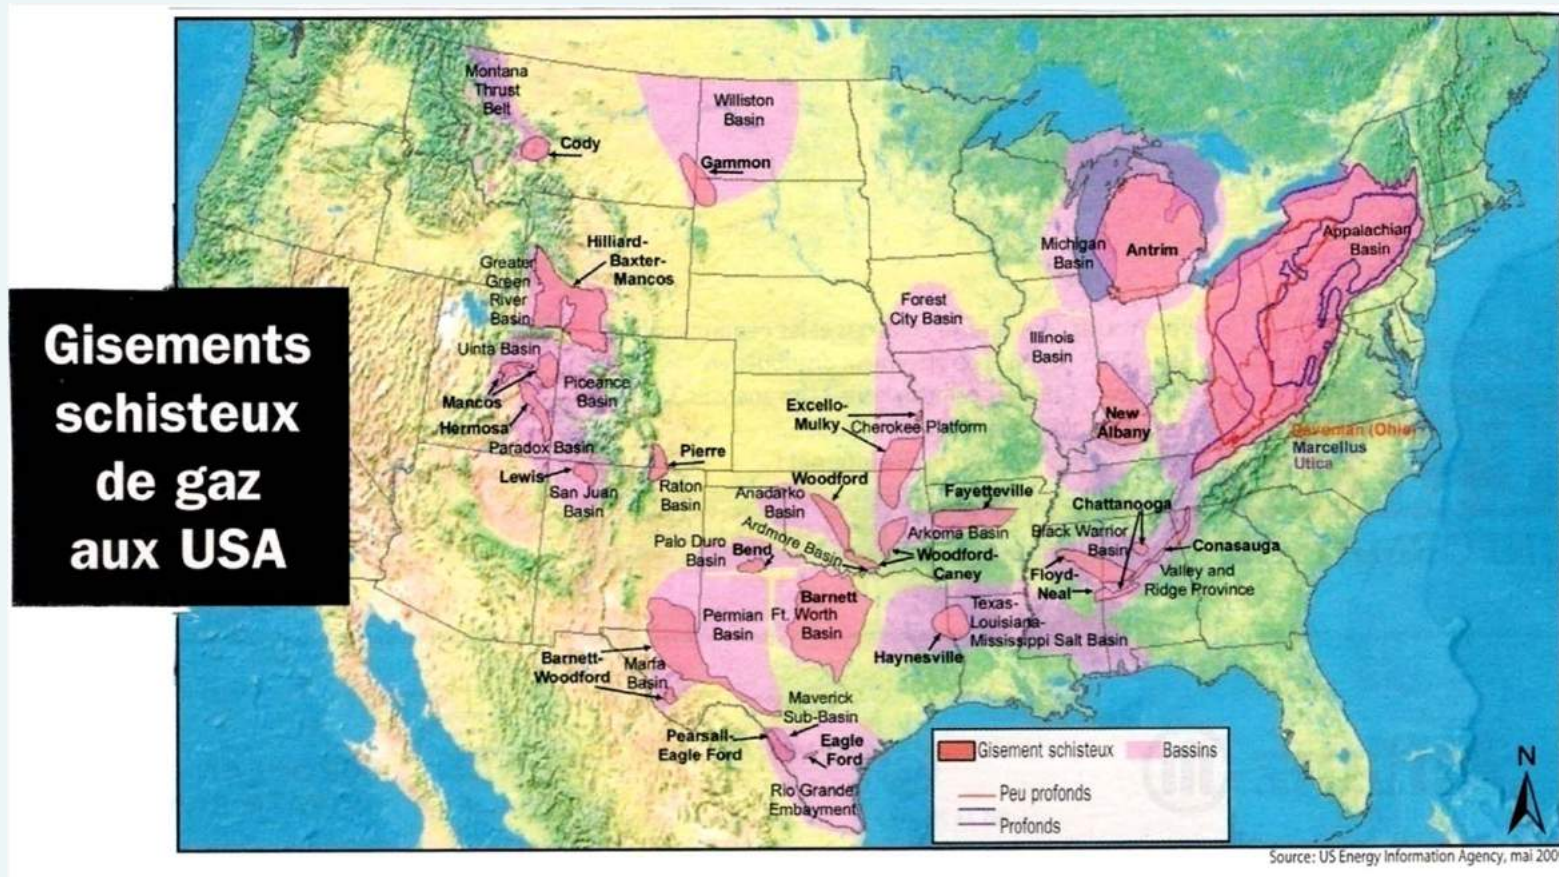 Gisements
schisteux
de gaz
aux USA
Montana
Thrust
Belt
Cody
Williston
Basin
Gammon
Hilliard-
Baxter-
Mancos
Greater
Green
River
Basin
Uinta Basin
Mancos
Piceance
Basin
Hermosa
Paradox Basin
Lewis
San Juan
Basin
Pierre
Raton
Basin
Forest
City Basin
Excello-
Mulky
Cherokee Platform
Woodford
Anadarko
Basin
Ardmore Basin
Palo Duro
Basin
Bend
Fayetteville
Arkoma Basin
Woodford-
Caney
Michigan
Basin
Antrim
Illinois
Basin
New
Albany
Appalachian
Basin
Devonian (Ohio)
Marcellus
Utica
Chattanooga
Black Warrior
Basin
Conasauga
Floyd-
Neal
Valley and
Ridge Province
Permian
Basin
Barnett
Ft. Worth
Basin
Texas-
Louisiana-
Mississippi Salt Basin
Haynesville
Barnett-
Woodford
Marfa
Basin
Maverick
Sub-Basin
Pearsall-
Eagle Ford
Eagle
Ford
Rio Grande
Embayment
Gisement schisteux
Bassins
Peu profonds
Profonds
N
Source: US Energy Information Agency, mai